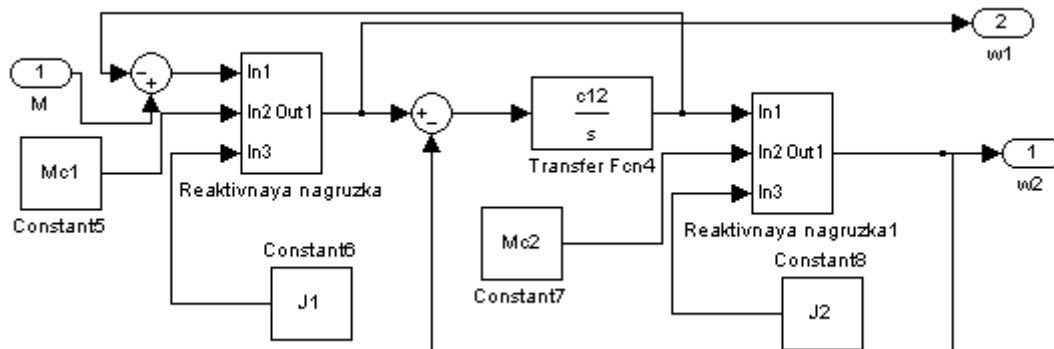 2
w1
1
M
−
+
In1
In2 Out1
In3
Reaktivnaya nagruzka
Mc1
Constant5
+
−
c12
s
Transfer Fcn4
In1
In2 Out1
In3
Reaktivnaya nagruzka1
1
w2
Constant6
J1
Mc2
Constant7
Constant8
J2